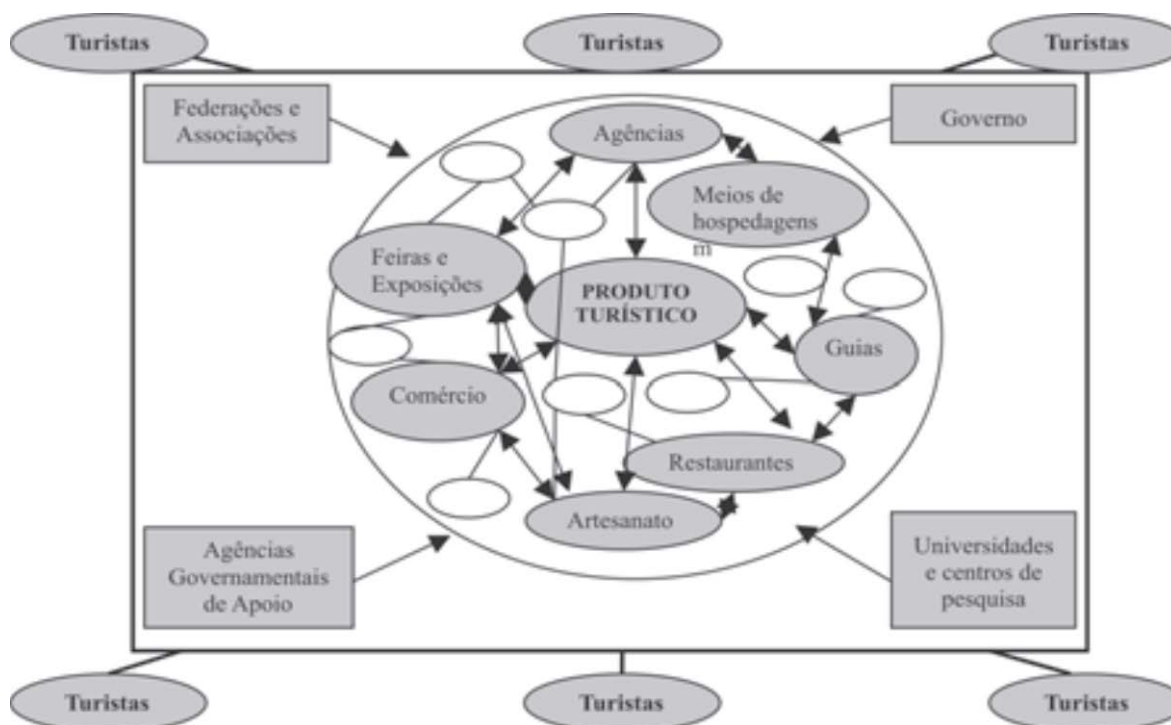 Turistas
Turistas
Turistas
Federações e
Associações
Governo
Agências
Meios de
hospedagens
m
Feiras e
Exposições
PRODUTO
TURÍSTICO
Guias
Comércio
Restaurantes
Artesanato
Agências
Governamentais
de Apoio
Universidades
e centros de
pesquisa
Turistas
Turistas
Turistas